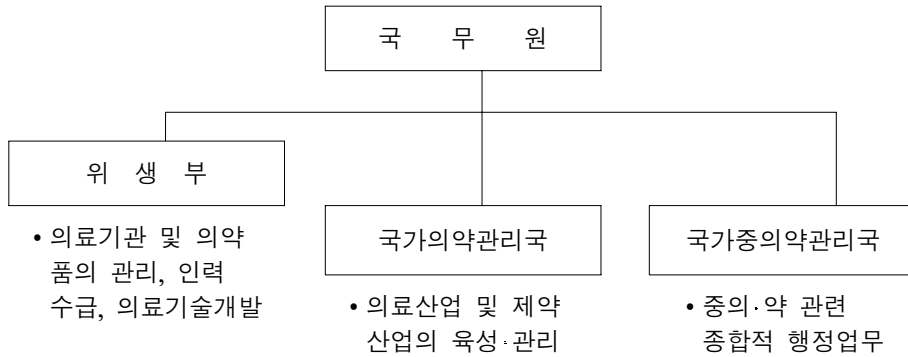 국 무 원
위 생 부
• 의료기관 및 의약
품의 관리, 인력
수급, 의료기술개발
국가의약관리국
• 의료산업 및 제약
산업의 육성·관리
국가중의약관리국
• 중의·약 관련
종합적 행정업무